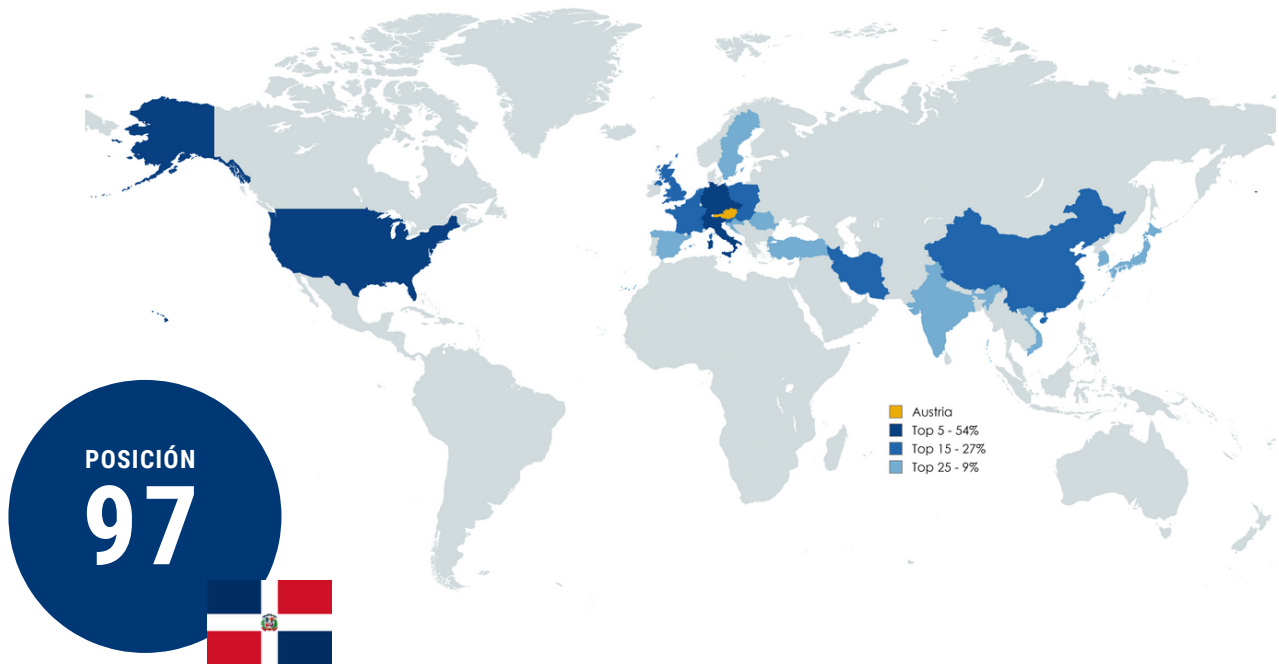 Austria
Top 5 - 54%
Top 15 - 27%
Top 25 - 9%
POSICIÓN
97